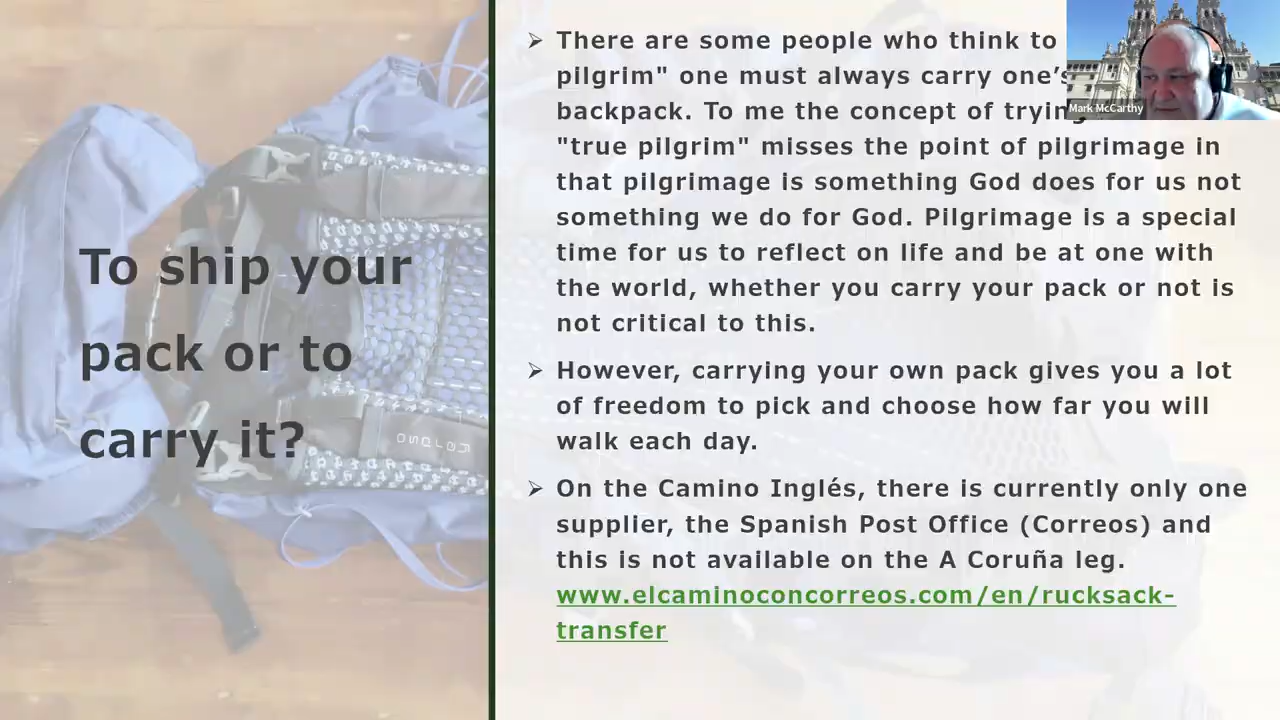 To ship your
pack or to
carry it?
➢ There are some people who think to
pilgrim" one must always carry one’s
backpack. To me the concept of trying
"true pilgrim" misses the point of pilgrimage in
that pilgrimage is something God does for us not
something we do for God. Pilgrimage is a special
time for us to reflect on life and be at one with
the world, whether you carry your pack or not is
not critical to this.
➢ However, carrying your own pack gives you a lot
of freedom to pick and choose how far you will
walk each day.
➢ On the Camino Inglés, there is currently only one
supplier, the Spanish Post Office (Correos) and
this is not available on the A Coruña leg.
www.elcaminoconcorreos.com/en/rucksack-
transfer
Mark McCarthy
OSPREY